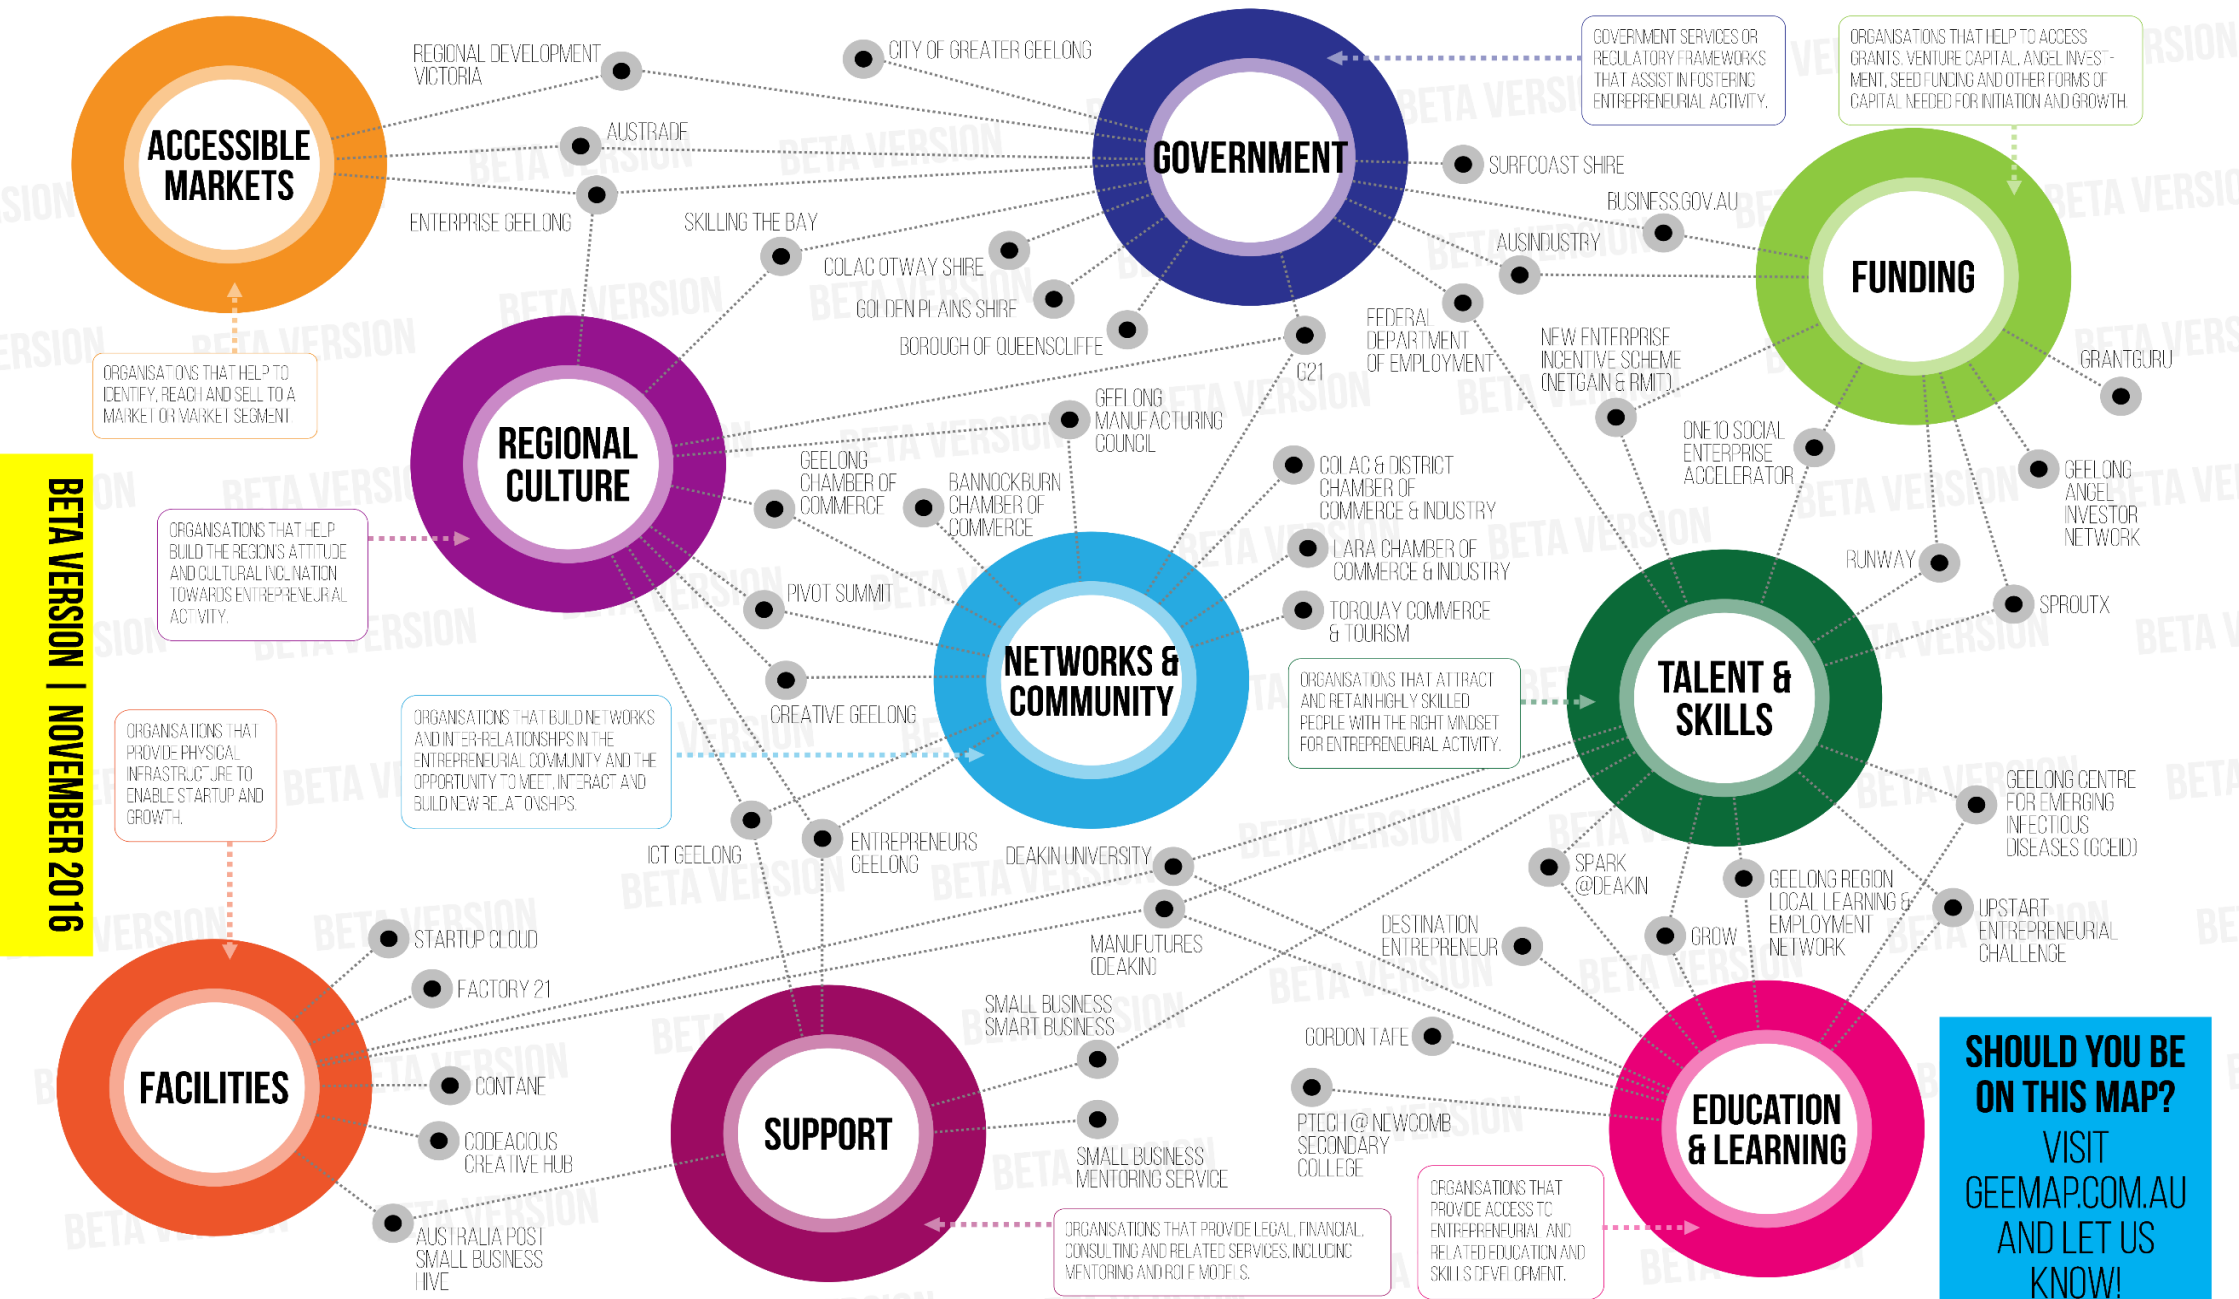 ACCESSIBLE
MARKETS
REGIONAL DEVELOPMENT
VICTORIA
AUSTRADE
ENTERPRISE GEELONG
CITY OF GREATER GEELONG
GOVERNMENT
GOVERNMENT SERVICES OR
REGULATORY FRAMEWORKS
THAT ASSIST IN FOSTERING
ENTREPRENEURIAL ACTIVITY.
ORGANISATIONS THAT HELP TO ACCESS
GRANTS, VENTURE CAPITAL, ANGEL INVEST-
MENT, SEED FUNDING AND OTHER FORMS OF
CAPITAL NEEDED FOR INITIATION AND GROWTH.
SURFCOAST SHIRE
BUSINESS.GOV.AU
AUSINDUSTRY
FUNDING
SKILLING THE BAY
COLAC OTWAY SHIRE
GOLDEN PLAINS SHIRE
BOROUGH OF QUEENSCLIFFE
G21
FEDERAL
DEPARTMENT
OF EMPLOYMENT
NEW ENTERPRISE
INCENTIVE SCHEME
(NETGAIN & RMIT)
GRANTGURU
ORGANISATIONS THAT HELP TO
IDENTIFY, REACH AND SELL TO A
MARKET OR MARKET SEGMENT
REGIONAL
CULTURE
GEELONG
MANUFACTURING
COUNCIL
GEELONG
CHAMBER OF
COMMERCE
BANNOCKBURN
CHAMBER OF
COMMERCE
COLAC & DISTRICT
CHAMBER OF
COMMERCE & INDUSTRY
LARA CHAMBER OF
COMMERCE & INDUSTRY
TORQUAY COMMERCE
& TOURISM
ONE10 SOCIAL
ENTERPRISE
ACCELERATOR
GEELONG
ANGEL
INVESTOR
NETWORK
RUNWAY
SPROUTX
BETA VERSION | NOVEMBER 2016
ORGANISATIONS THAT HELP
BUILD THE REGION'S ATTITUDE
AND CULTURAL INCLINATION
TOWARDS ENTREPRENEURIAL
ACTIVITY.
PIVOT SUMMIT
CREATIVE GEELONG
NETWORKS &
COMMUNITY
TALENT &
SKILLS
ORGANISATIONS THAT ATTRACT
AND RETAIN HIGHLY SKILLED
PEOPLE WITH THE RIGHT MINDSET
FOR ENTREPRENEURIAL ACTIVITY.
ORGANISATIONS THAT BUILD NETWORKS
AND INTER-RELATIONSHIPS IN THE
ENTREPRENEURIAL COMMUNITY AND THE
OPPORTUNITY TO MEET, INTERACT AND
BUILD NEW RELATIONSHIPS.
ORGANISATIONS THAT
PROVIDE PHYSICAL
INFRASTRUCTURE TO
ENABLE STARTUP AND
GROWTH.
ICT GEELONG
ENTREPRENEURS
GEELONG
DEAKIN UNIVERSITY
MANUFUTURES
(DEAKIN)
SPARK
@DEAKIN
GEELONG REGION
LOCAL LEARNING &
EMPLOYMENT
NETWORK
GEELONG CENTRE
FOR EMERGING
INFECTIOUS
DISEASES (GCEID)
UPSTART
ENTREPRENEURIAL
CHALLENGE
DESTINATION
ENTREPRENEUR
GROW
STARTUP CLOUD
FACTORY 21
FACILITIES
CONTANE
CODEACIOUS
CREATIVE HUB
AUSTRALIA POST
SMALL BUSINESS
HIVE
SUPPORT
SMALL BUSINESS
SMART BUSINESS
SMALL BUSINESS
MENTORING SERVICE
GORDON TAFE
PTECH @ NEWCOMB
SECONDARY
COLLEGE
EDUCATION
& LEARNING
ORGANISATIONS THAT PROVIDE LEGAL, FINANCIAL,
CONSULTING AND RELATED SERVICES, INCLUDING
MENTORING AND ROLE MODELS.
ORGANISATIONS THAT
PROVIDE ACCESS TO
ENTREPRENEURIAL AND
RELATED EDUCATION AND
SKILLS DEVELOPMENT.
SHOULD YOU BE
ON THIS MAP?
VISIT
GEEMAP.COM.AU
AND LET US
KNOW!
BETA VERSION